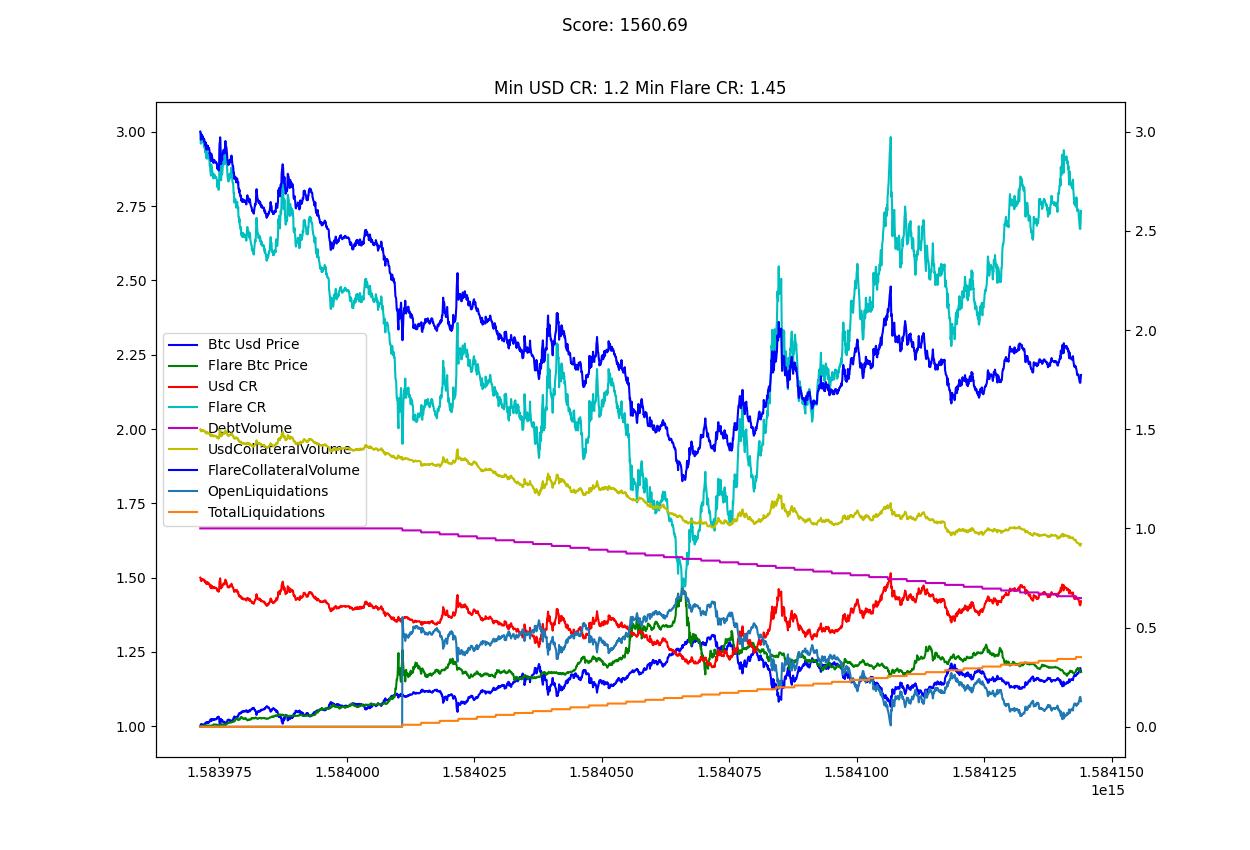 Score: 1560.69
Min USD CR: 1.2 Min Flare CR: 1.45
3.00
2.75
2.50
2.25
2.00
1.75
1.50
1.25
1.00
3.0
2.5
2.0
1.5
1.0
0.5
0.0
Btc Usd Price
Flare Btc Price
Usd CR
Flare CR
DebtVolume
UsdCollateralVolume
FlareCollateralVolume
OpenLiquidations
TotalLiquidations
1.583975 1.584000 1.584025 1.584050 1.584075 1.584100 1.584125 1.584150
1e15